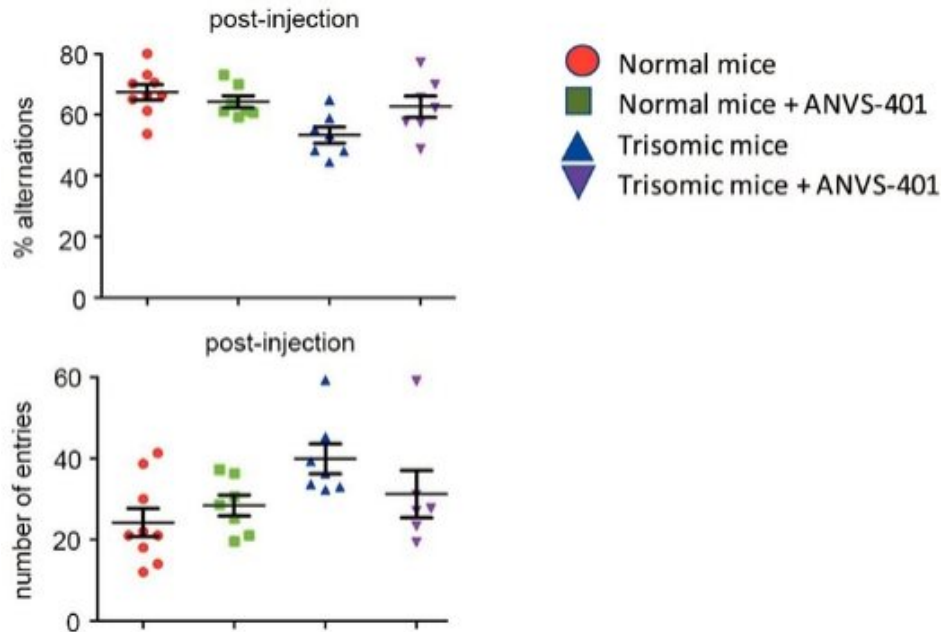 post-injection
80
60
40
20
0
% alternations
Normal mice
Normal mice + ANVS-401
Trisomic mice
Trisomic mice + ANVS-401
post-injection
60
40
20
0
number of entries